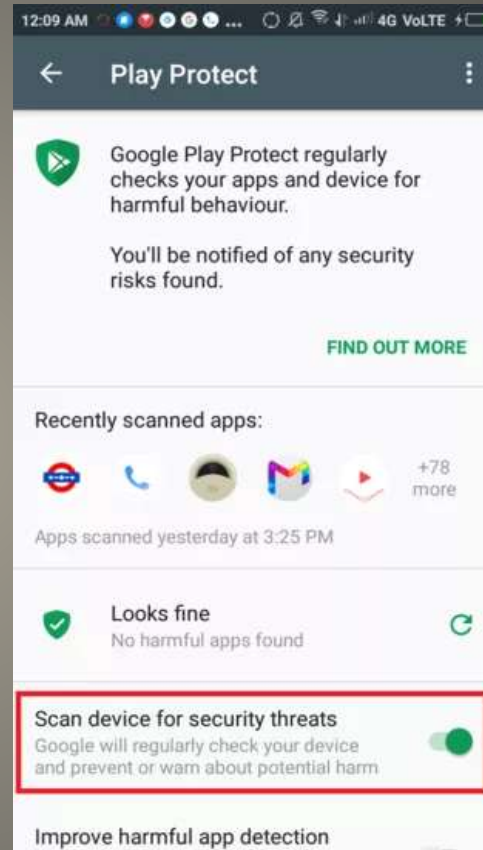 12:09 AM ... 4G VoLTE
Play Protect
Google Play Protect regularly
checks your apps and device for
harmful behaviour.
You'll be notified of any security
risks found.
FIND OUT MORE
Recently scanned apps:
+78
more
Apps scanned yesterday at 3:25 PM
Looks fine
No harmful apps found
Scan device for security threats
Google will regularly check your device
and prevent or warn about potential harm
Improve harmful app detection